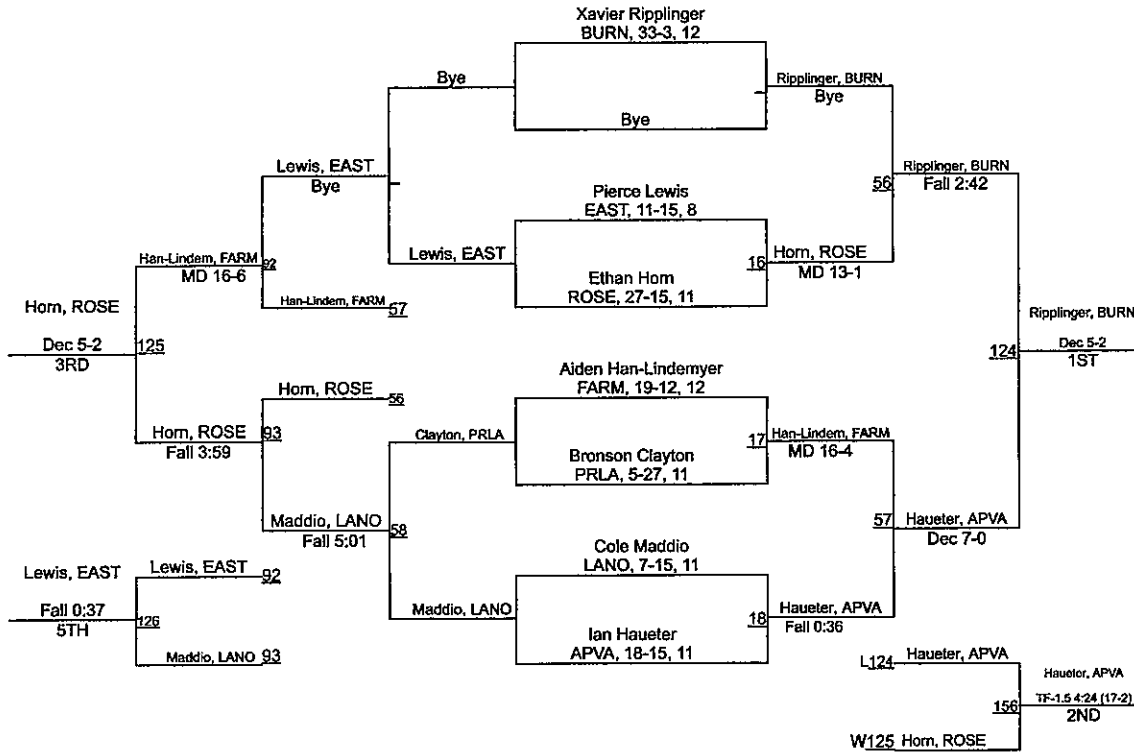 Xavier Ripplinger
BURN, 33-3, 12
Bye
Ripplinger, BURN
Bye
Bye
Lewis, EAST
Bye
Ripplinger, BURN
56
Fall 2:42
Pierce Lewis
EAST, 11-15, 8
Lewis, EAST
16
Horn, ROSE
MD 13-1
Han-Lindem, FARM
92
MD 16-6
Ethan Horn
ROSE, 27-15, 11
Han-Lindem, FARM
57
Horn, ROSE
Dec 5-2
125
3RD
Ripplinger, BURN
124
Dec 5-2
1ST
Aiden Han-Lindemyer
FARM, 19-12, 12
Horn, ROSE
56
Horn, ROSE
93
Fall 3:59
Clayton, PRLA
17
Han-Lindem, FARM
MD 16-4
Bronson Clayton
PRLA, 5-27, 11
Maddio, LANO
58
Fall 5:01
57
Haueter, APVA
Dec 7-0
Cole Maddio
LANO, 7-15, 11
Lewis, EAST
Lewis, EAST
92
Fall 0:37
126
5TH
Maddio, LANO
18
Haueter, APVA
Fall 0:36
Ian Haueter
APVA, 18-15, 11
Maddio, LANO
93
L124
Haueter, APVA
Haueter, APVA
156
TF-1.5 4:24 (17-2)
2ND
W125
Horn, ROSE